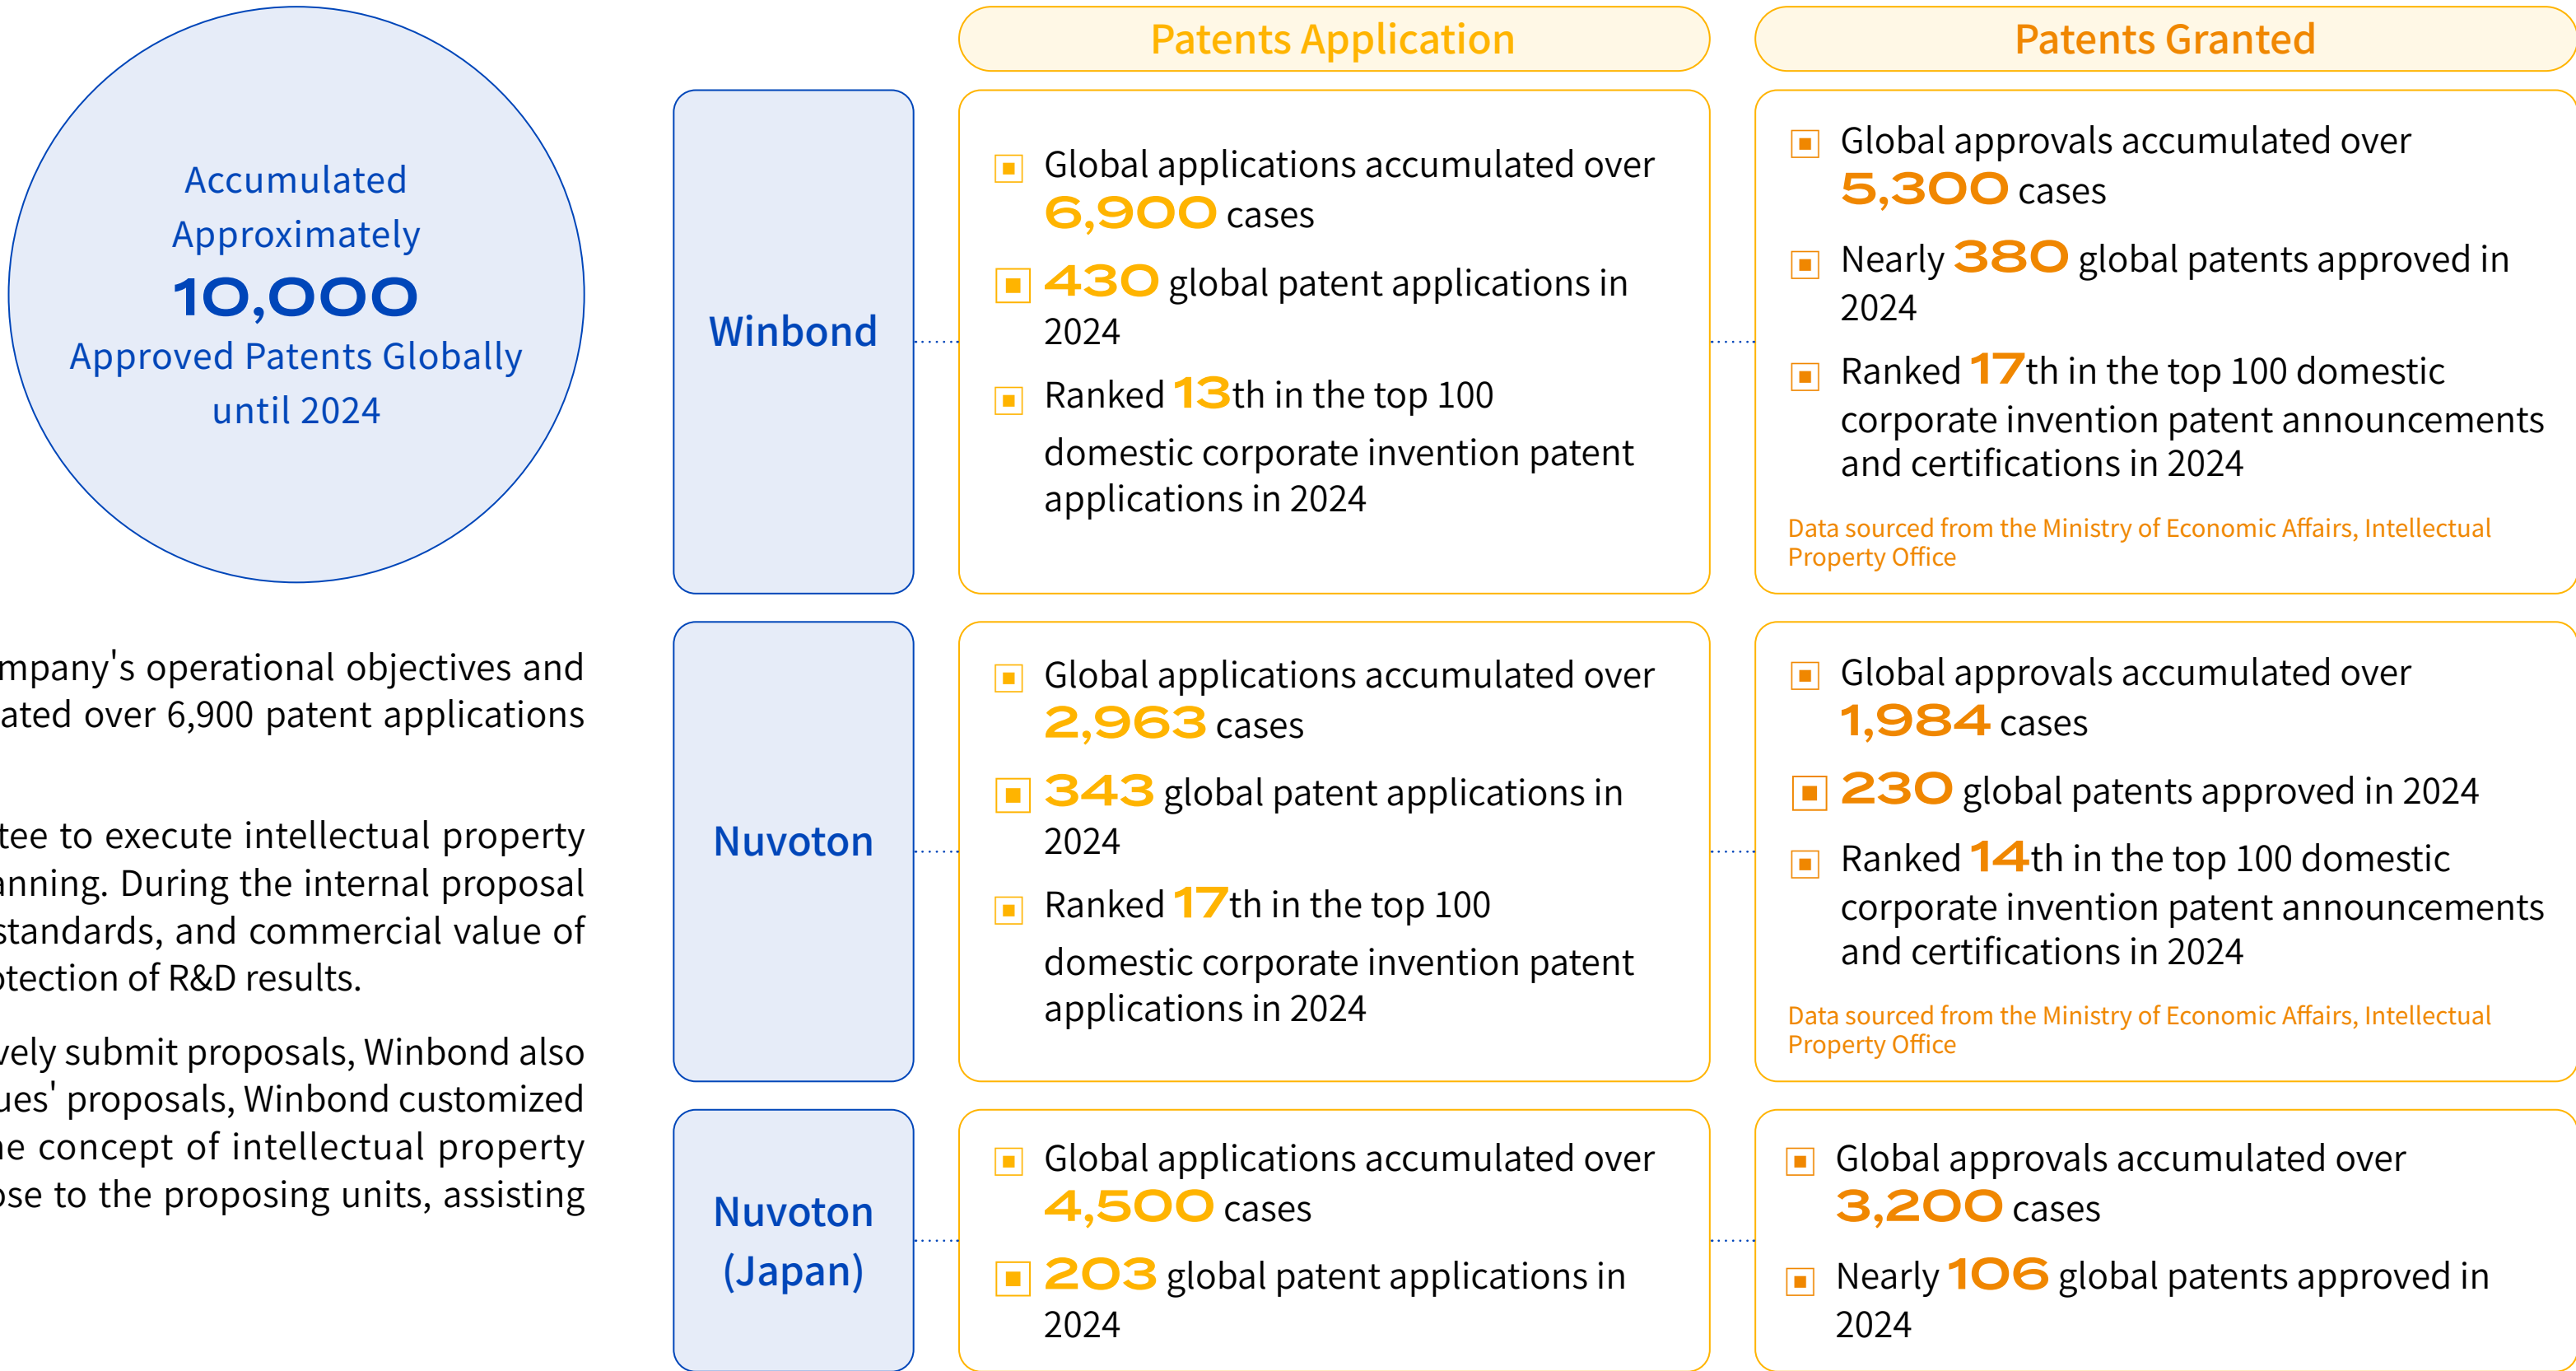 Accumulated
Approximately
10,000
Approved Patents Globally
until 2024
company's operational objectives and
over 6,900 patent applications
to execute intellectual property
During the internal proposal
standards, and commercial value of
of R&D results.
submit proposals, Winbond also
proposals, Winbond customized
concept of intellectual property
to the proposing units, assisting
Patents Application
Patents Granted
Winbond
Global applications accumulated over
6,900 cases
430 global patent applications in
2024
Ranked 13th in the top 100
domestic corporate invention patent
applications in 2024
Global approvals accumulated over
5,300 cases
Nearly 380 global patents approved in
2024
Ranked 17th in the top 100 domestic
corporate invention patent announcements
and certifications in 2024
Data sourced from the Ministry of Economic Affairs, Intellectual
Property Office
Nuvoton
Global applications accumulated over
2,963 cases
343 global patent applications in
2024
Ranked 17th in the top 100
domestic corporate invention patent
applications in 2024
Global approvals accumulated over
1,984 cases
230 global patents approved in 2024
Ranked 14th in the top 100 domestic
corporate invention patent announcements
and certifications in 2024
Data sourced from the Ministry of Economic Affairs, Intellectual
Property Office
Nuvoton
(Japan)
Global applications accumulated over
4,500 cases
203 global patent applications in
2024
Global approvals accumulated over
3,200 cases
Nearly 106 global patents approved in
2024